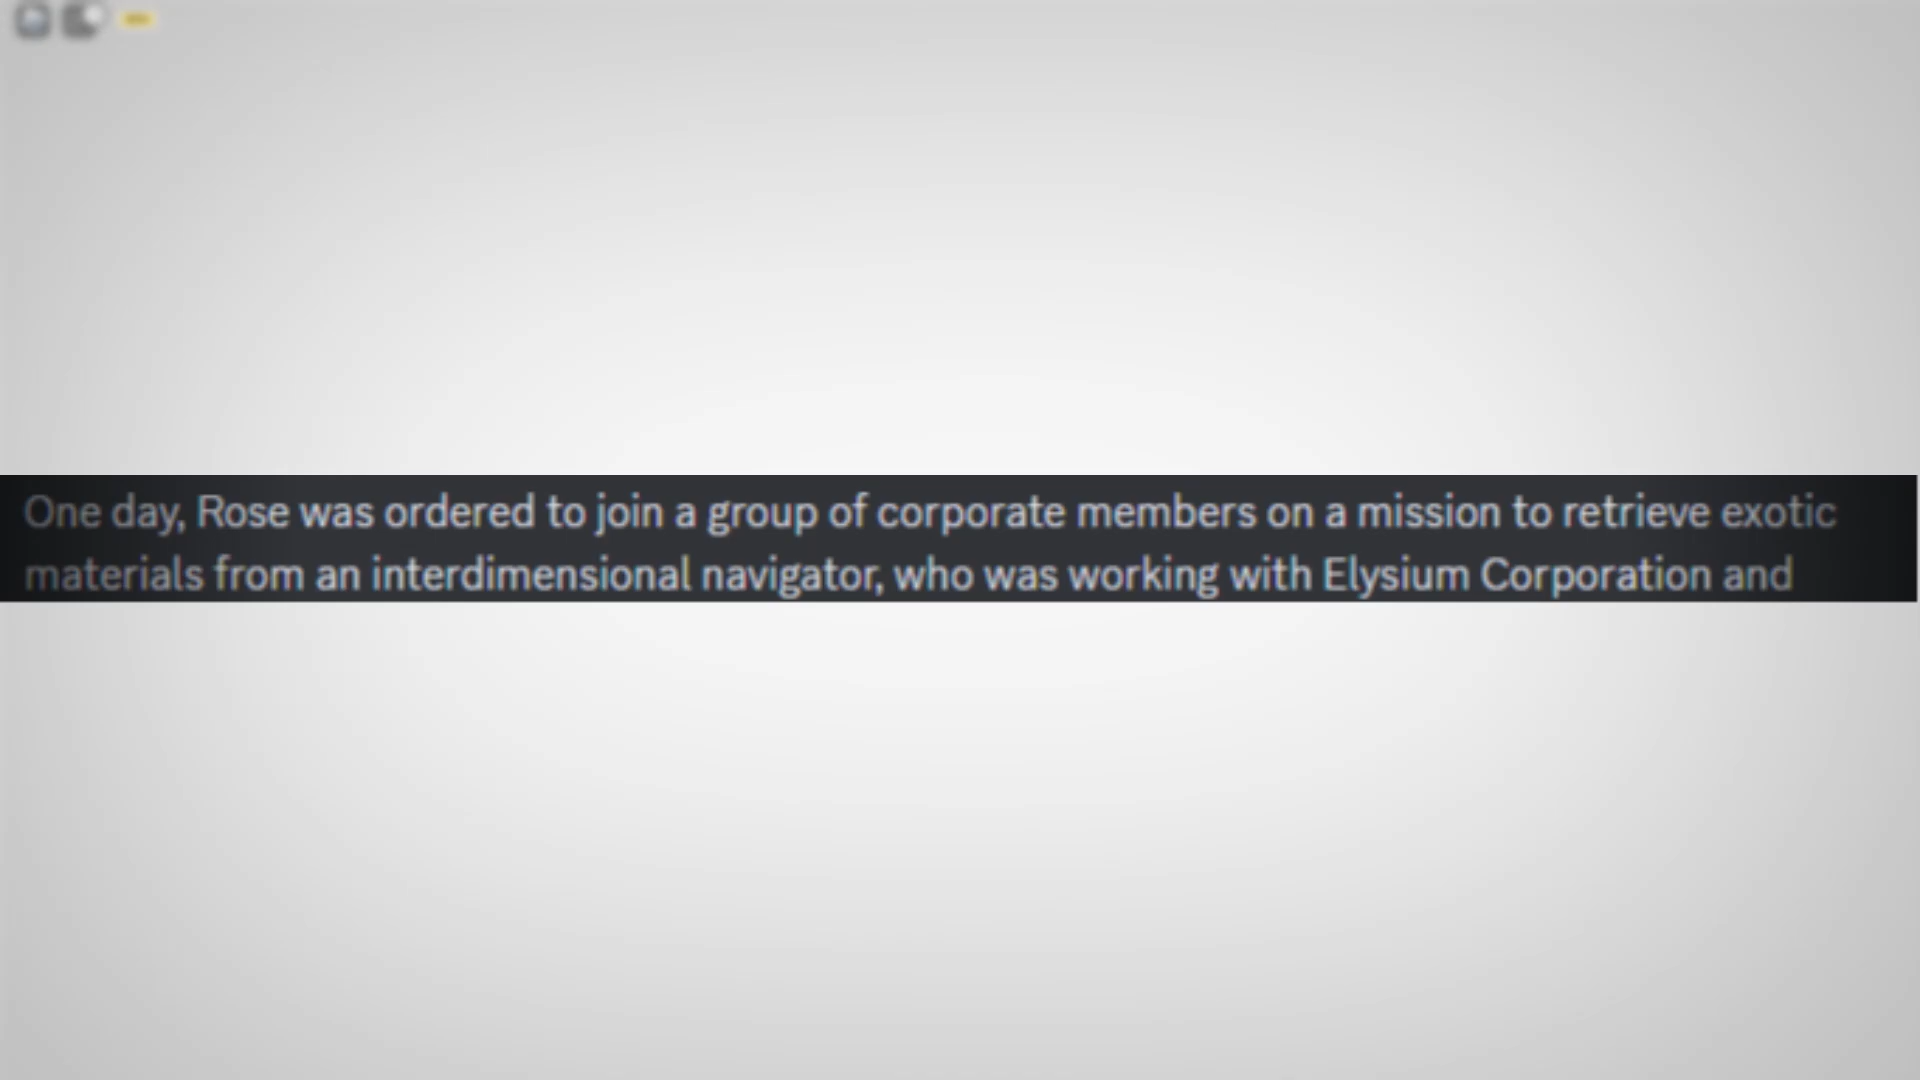 One day, Rose was ordered to join a group of corporate members on a mission to retrieve exotic
materials from an interdimensional navigator, who was working with Elysium Corporation and